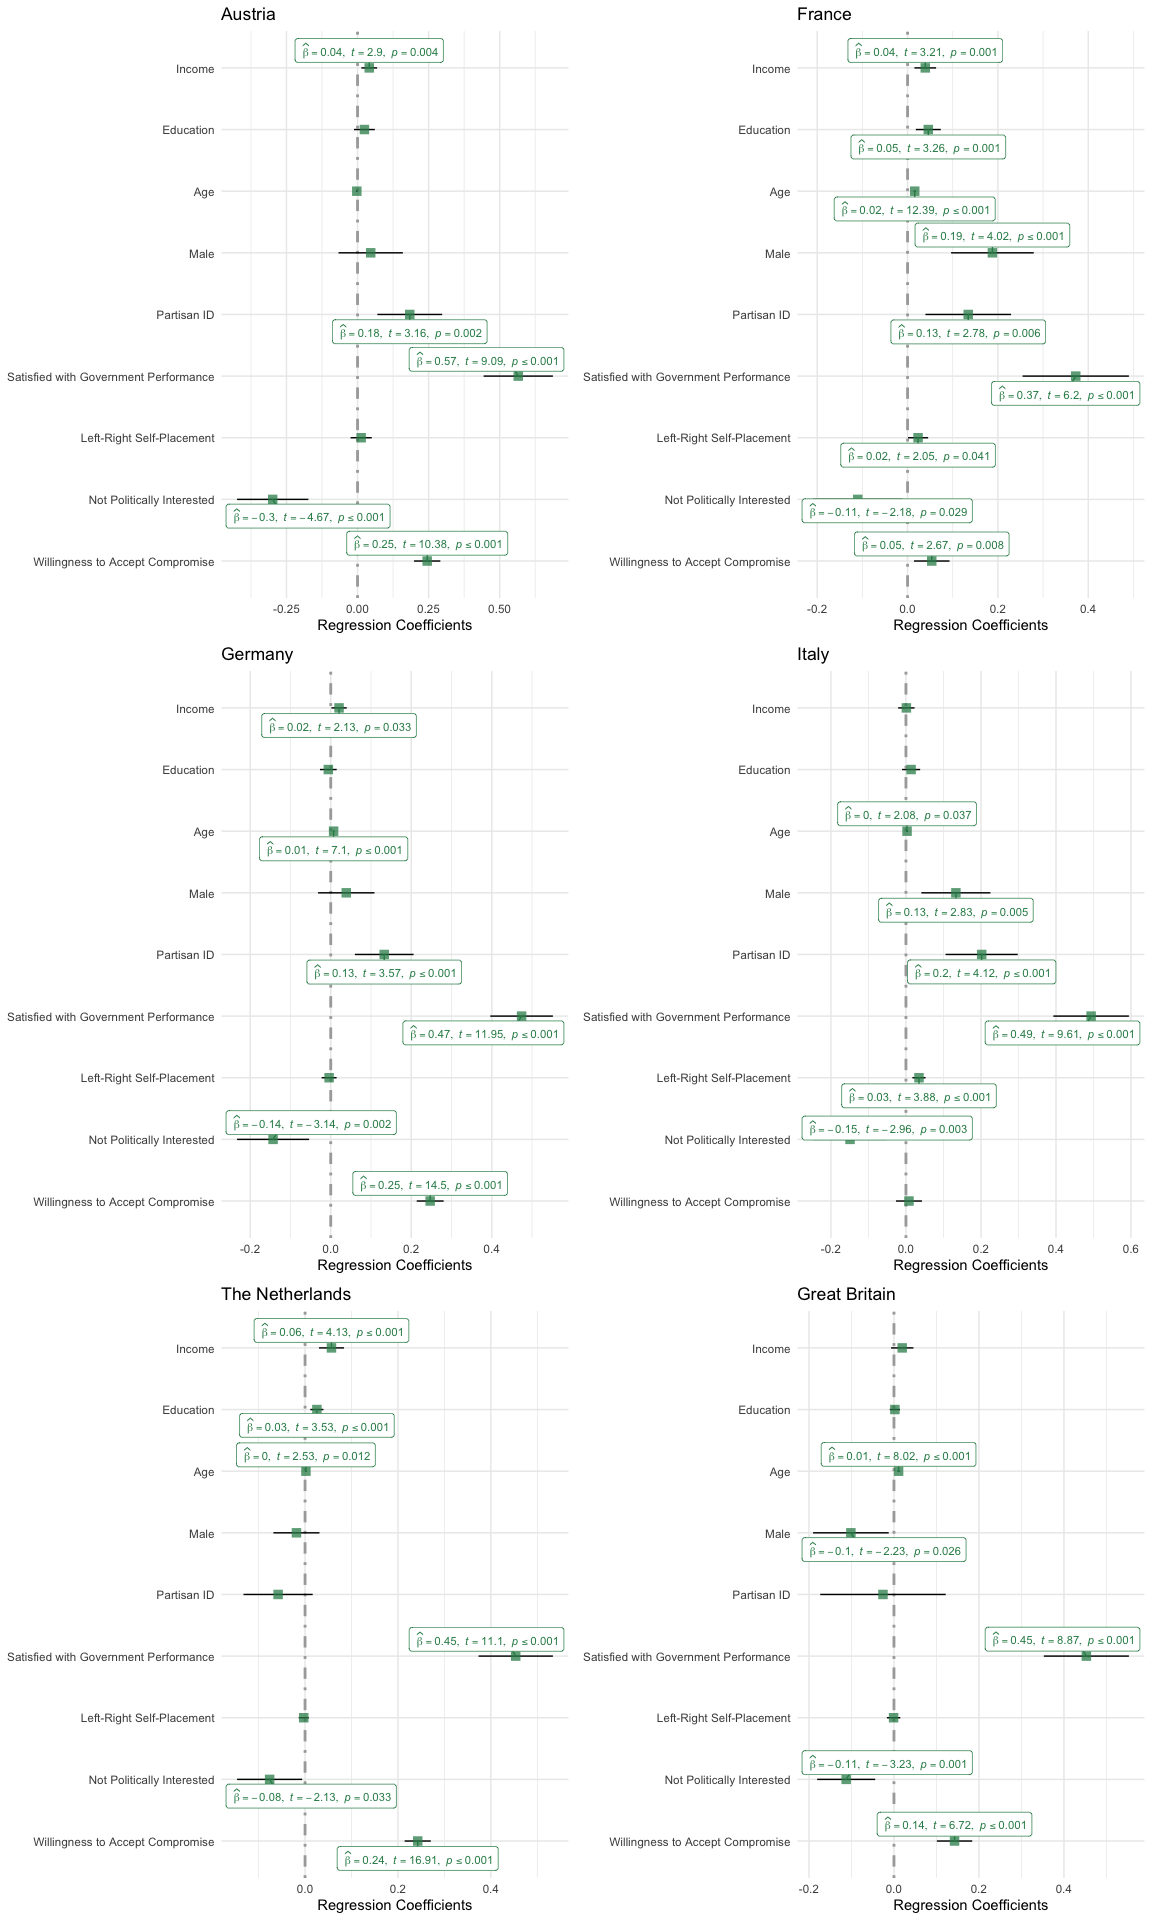 Austria
Income
β̂ = 0.04, t = 2.9, p = 0.004
Education
Age
Male
Partisan ID
β̂ = 0.18, t = 3.16, p = 0.002
β̂ = 0.57, t = 9.09, p ≤ 0.001
Satisfied with Government Performance
Left-Right Self-Placement
Not Politically Interested
β̂ = −0.3, t = −4.67, p ≤ 0.001
β̂ = 0.25, t = 10.38, p ≤ 0.001
Willingness to Accept Compromise
-0.25 0.00 0.25 0.50
Regression Coefficients
France
β̂ = 0.04, t = 3.21, p = 0.001
Income
Education
β̂ = 0.05, t = 3.26, p = 0.001
Age
β̂ = 0.02, t = 12.39, p ≤ 0.001
β̂ = 0.19, t = 4.02, p ≤ 0.001
Male
Partisan ID
β̂ = 0.13, t = 2.78, p = 0.006
Satisfied with Government Performance
β̂ = 0.37, t = 6.2, p ≤ 0.001
Left-Right Self-Placement
β̂ = 0.02, t = 2.05, p = 0.041
Not Politically Interested
β̂ = −0.11, t = −2.18, p = 0.029
β̂ = 0.05, t = 2.67, p = 0.008
Willingness to Accept Compromise
-0.2 0.0 0.2 0.4
Regression Coefficients
Germany
Income
β̂ = 0.02, t = 2.13, p = 0.033
Education
Age
β̂ = 0.01, t = 7.1, p ≤ 0.001
Male
Partisan ID
β̂ = 0.13, t = 3.57, p ≤ 0.001
Satisfied with Government Performance
β̂ = 0.47, t = 11.95, p ≤ 0.001
Left-Right Self-Placement
β̂ = −0.14, t = −3.14, p = 0.002
Not Politically Interested
β̂ = 0.25, t = 14.5, p ≤ 0.001
Willingness to Accept Compromise
-0.2 0.0 0.2 0.4
Regression Coefficients
Italy
Income
Education
β̂ = 0, t = 2.08, p = 0.037
Age
Male
β̂ = 0.13, t = 2.83, p = 0.005
Partisan ID
β̂ = 0.2, t = 4.12, p ≤ 0.001
Satisfied with Government Performance
β̂ = 0.49, t = 9.61, p ≤ 0.001
Left-Right Self-Placement
β̂ = 0.03, t = 3.88, p ≤ 0.001
β̂ = −0.15, t = −2.96, p = 0.003
Not Politically Interested
Willingness to Accept Compromise
-0.2 0.0 0.2 0.4 0.6
Regression Coefficients
The Netherlands
β̂ = 0.06, t = 4.13, p ≤ 0.001
Income
Education
β̂ = 0.03, t = 3.53, p ≤ 0.001
β̂ = 0, t = 2.53, p = 0.012
Age
Male
Partisan ID
β̂ = 0.45, t = 11.1, p ≤ 0.001
Satisfied with Government Performance
Left-Right Self-Placement
Not Politically Interested
β̂ = −0.08, t = −2.13, p = 0.033
Willingness to Accept Compromise
β̂ = 0.24, t = 16.91, p ≤ 0.001
0.0 0.2 0.4
Regression Coefficients
Great Britain
Income
Education
β̂ = 0.01, t = 8.02, p ≤ 0.001
Age
Male
β̂ = −0.1, t = −2.23, p = 0.026
Partisan ID
β̂ = 0.45, t = 8.87, p ≤ 0.001
Satisfied with Government Performance
Left-Right Self-Placement
β̂ = −0.11, t = −3.23, p = 0.001
Not Politically Interested
β̂ = 0.14, t = 6.72, p ≤ 0.001
Willingness to Accept Compromise
-0.2 0.0 0.2 0.4
Regression Coefficients